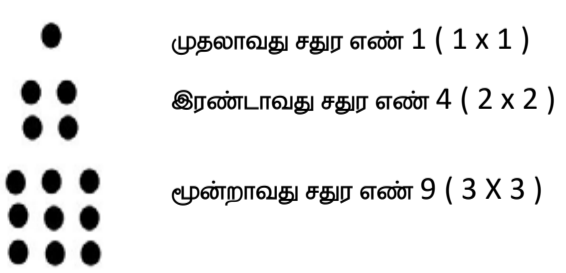 முதலாவது சதுர எண் 1 ( 1 x 1 )
இரண்டாவது சதுர எண் 4 ( 2 x 2 )
மூன்றாவது சதுர எண் 9 ( 3 X 3 )